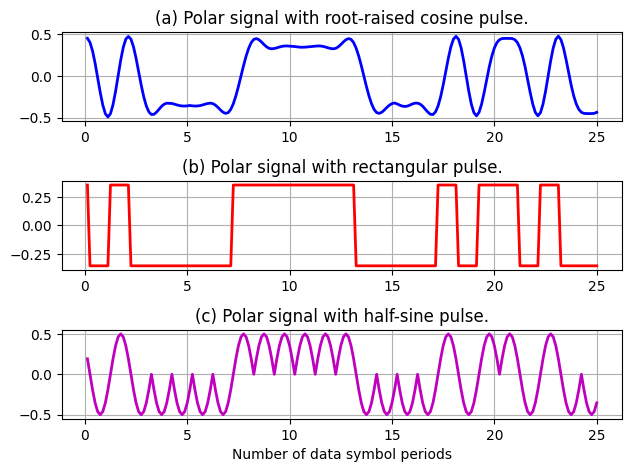 (a) Polar signal with root-raised cosine pulse.
0.5
0.0
−0.5
0 5 10 15 20 25
(b) Polar signal with rectangular pulse.
0.25
0.00
−0.25
0 5 10 15 20 25
(c) Polar signal with half-sine pulse.
0.5
0.0
−0.5
0 5 10 15 20 25
Number of data symbol periods